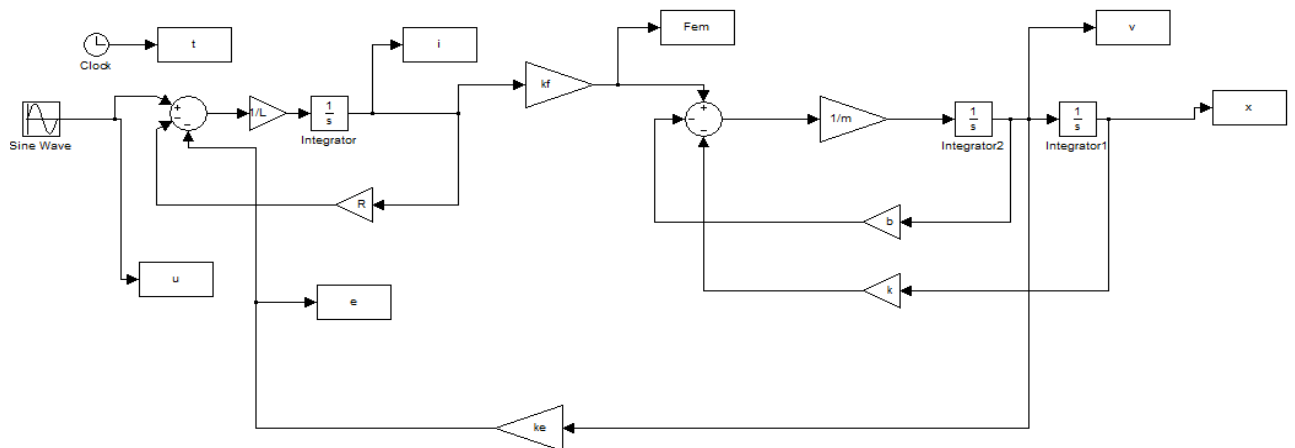 Fem
v
t
i
Clock
kf
x
+
−
−
1/L
1
s
Integrator
+
−
−
1/m
1
s
Integrator2
1
s
Integrator1
Sine Wave
R
b
u
e
k
ke